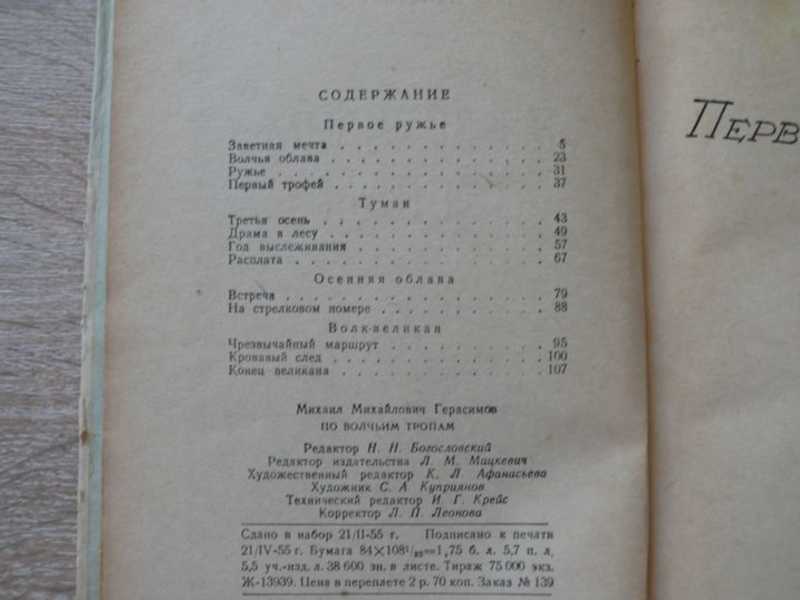 СОДЕРЖАНИЕ
Первое ружье
Заветная мечта . . . . . . . . . . . . . 5
Волчья облава . . . . . . . . . . . . . 23
Ружье . . . . . . . . . . . . . . . . 31
Первый трофей . . . . . . . . . . . . . 37
Туман
Третья осень . . . . . . . . . . . . . 43
Драма в лесу . . . . . . . . . . . . . 49
Год выслеживания . . . . . . . . . . . 57
Расплата . . . . . . . . . . . . . . . 67
Осенняя облава
Встреча . . . . . . . . . . . . . . . 79
На стрелковом номере . . . . . . . . . 88
Волк-великан
Чрезвычайный маршрут . . . . . . . . . 95
Кровавый след . . . . . . . . . . . . 100
Конец великана . . . . . . . . . . . . 107
Михаил Михайлович Герасимов
ПО ВОЛЧЬИМ ТРОПАМ
Редактор Н. Н. Богословский
Редактор издательства Л. М. Мацкевич
Художественный редактор К. Л. Афанасьева
Художник С. А. Куприянов
Технический редактор И. Г. Крейс
Корректор Л. П. Леонова
Сдано в набор 21/II-55 г. Подписано к печати
21/IV-55 г. Бумага 84×108¹/₃₂=1,75 б. л. 5,7 п. л.
5,5 уч.-изд. л. 38 600 зн. в листе. Тираж 75 000 экз.
Ж-13939. Цена в переплете 2 р. 70 коп. Заказ № 139
ПЕРВ